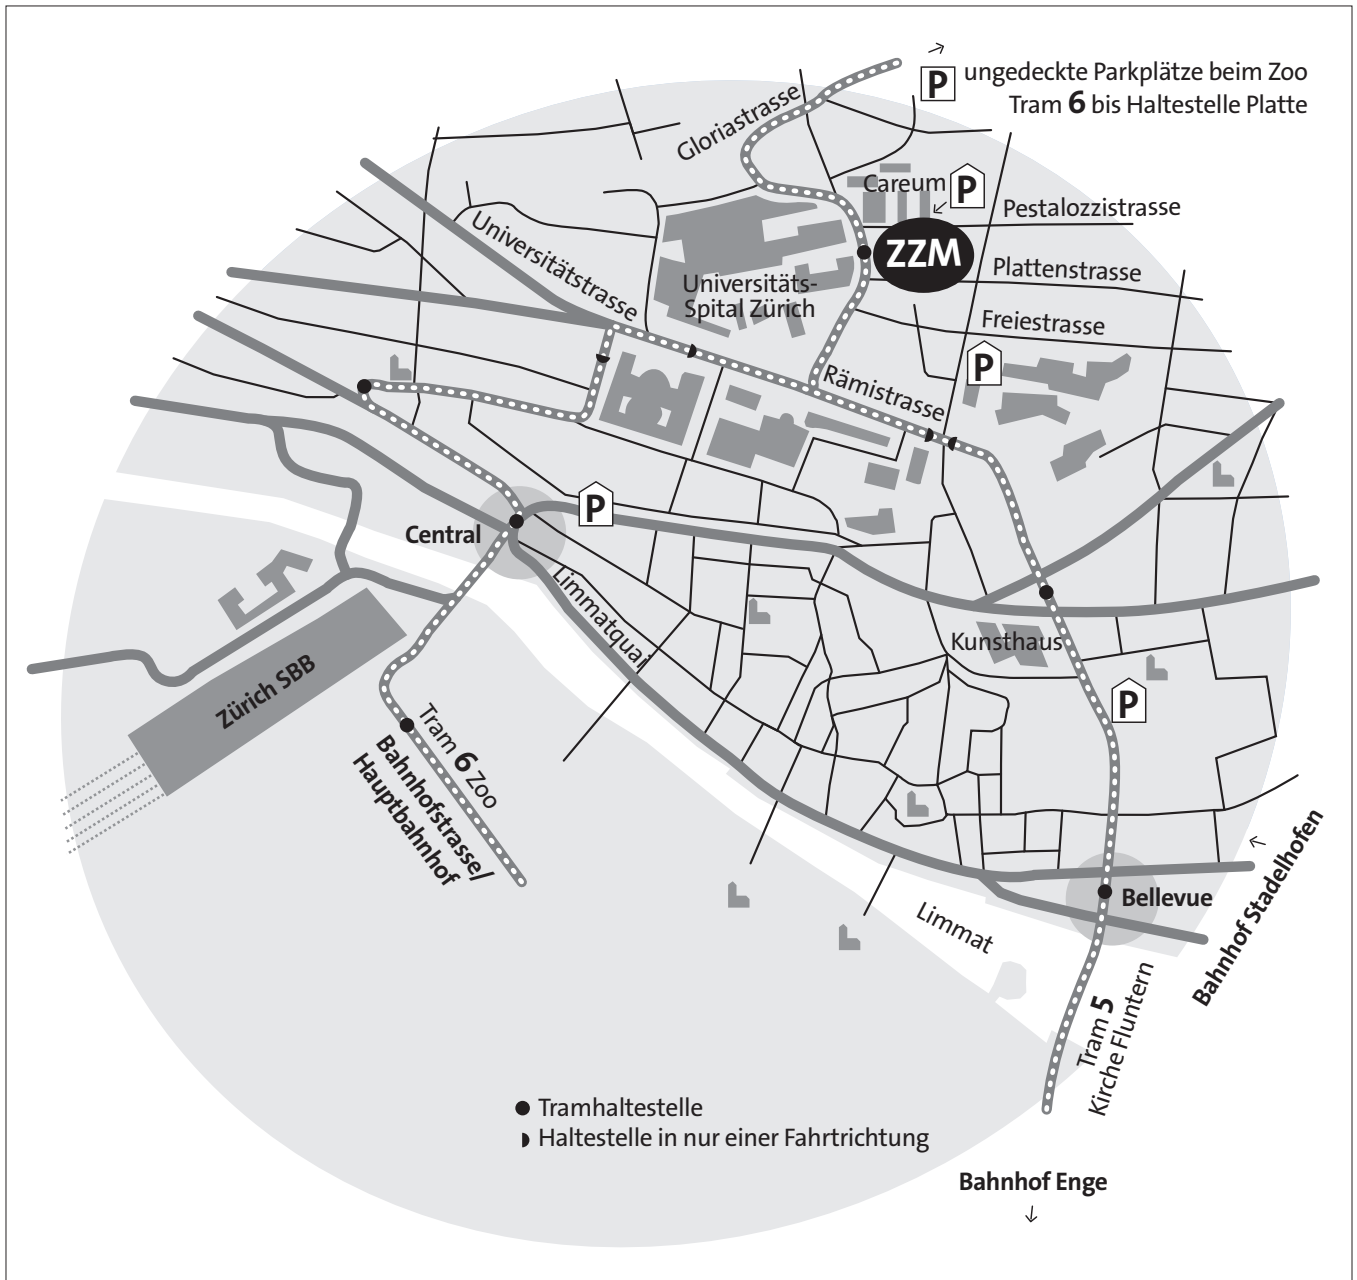 P ungedeckte Parkplätze beim Zoo
Tram 6 bis Haltestelle Platte
Gloriastrasse
Careum P
Pestalozzistrasse
Universitätstrasse
ZZM
Plattenstrasse
Universitäts-
Spital Zürich
Freiestrasse
P
Rämistrasse
P
Central
Limmatquai
Kunsthaus
Zürich SBB
P
Tram 6 Zoo
Bahnhofstrasse/
Hauptbahnhof
Bahnhof Stadelhofen
Bellevue
Limmat
Tram 5
Kirche Fluntern
Tramhaltestelle
Haltestelle in nur einer Fahrtrichtung
Bahnhof Enge